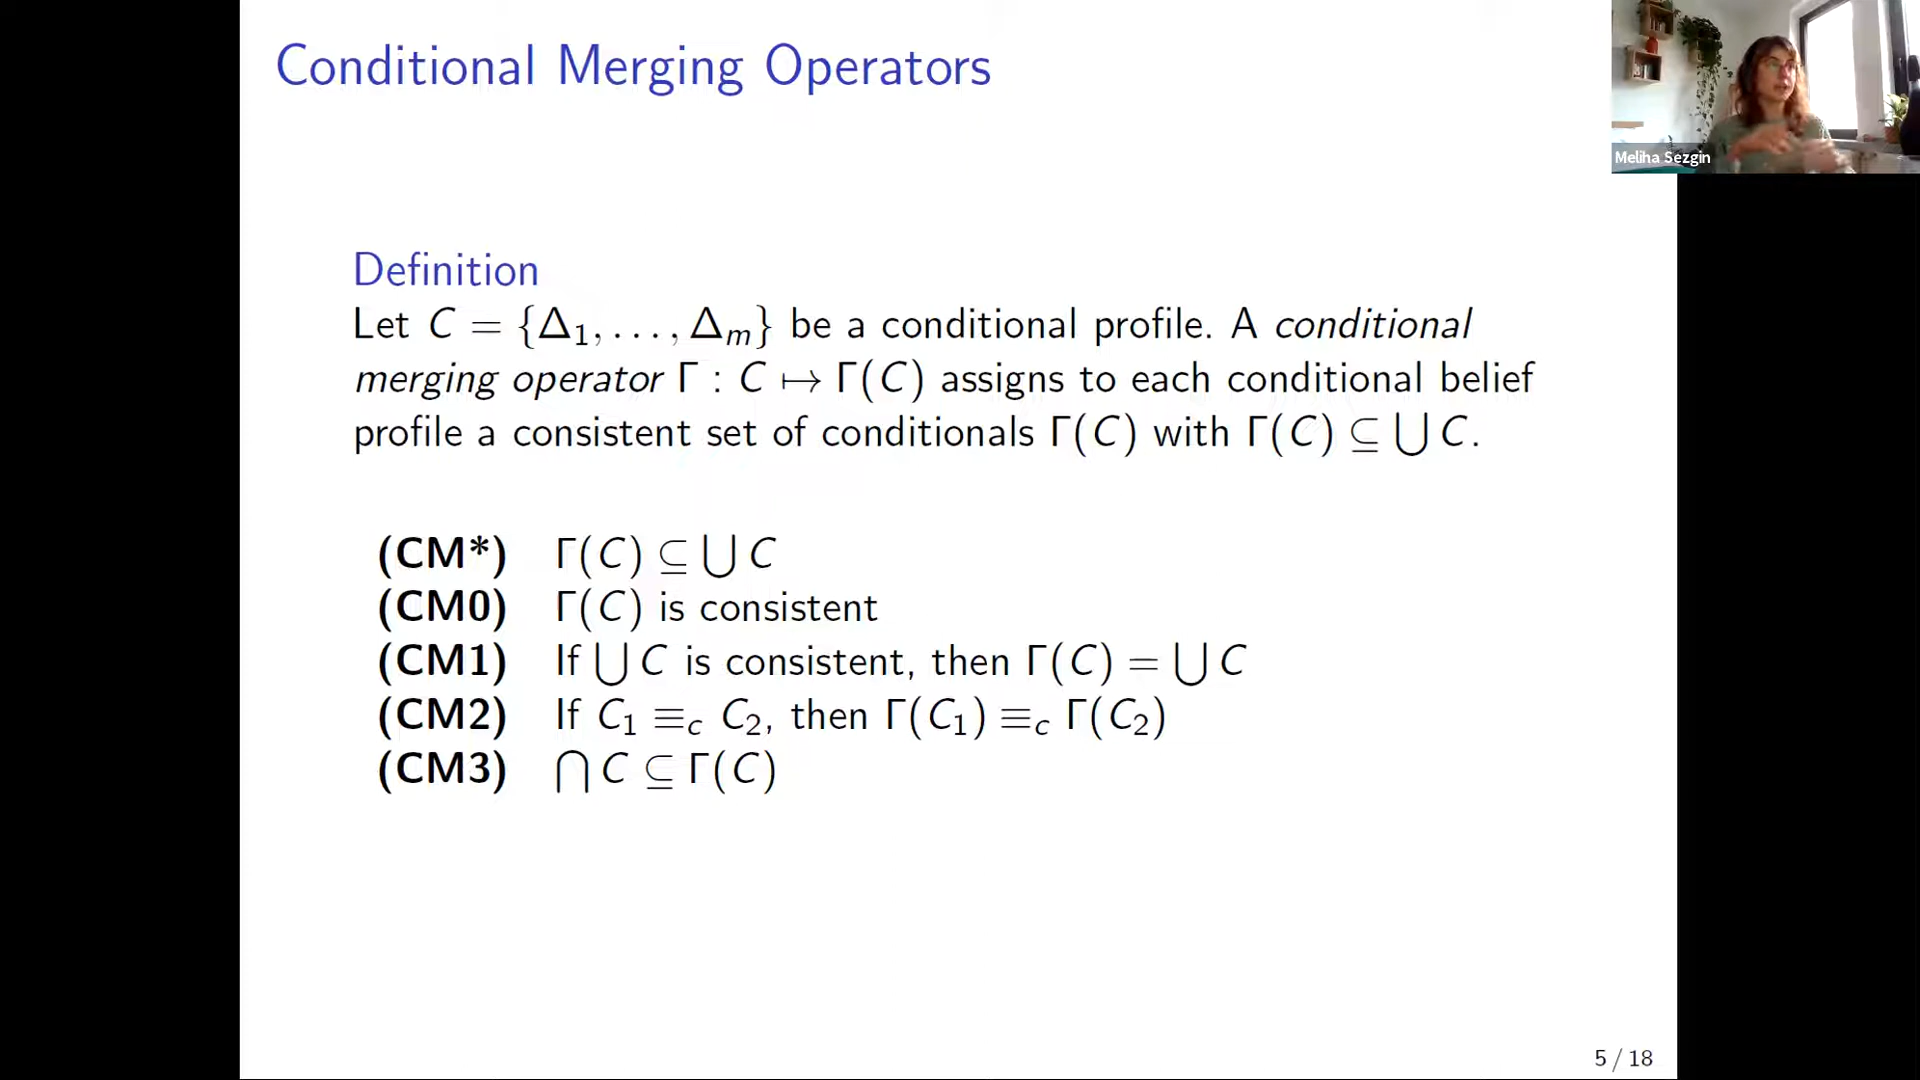 Conditional Merging Operators
Meliha Sezgin
Definition
Let C = {Δ₁, . . . , Δₘ} be a conditional profile. A conditional
merging operator Γ : C ↦ Γ(C) assigns to each conditional belief
profile a consistent set of conditionals Γ(C) with Γ(C) ⊆ ⋃ C.
(CM*) Γ(C) ⊆ ⋃ C
(CM0) Γ(C) is consistent
(CM1) If ⋃ C is consistent, then Γ(C) = ⋃ C
(CM2) If C₁ ≡c C₂, then Γ(C₁) ≡c Γ(C₂)
(CM3) ⋂ C ⊆ Γ(C)
5 / 18